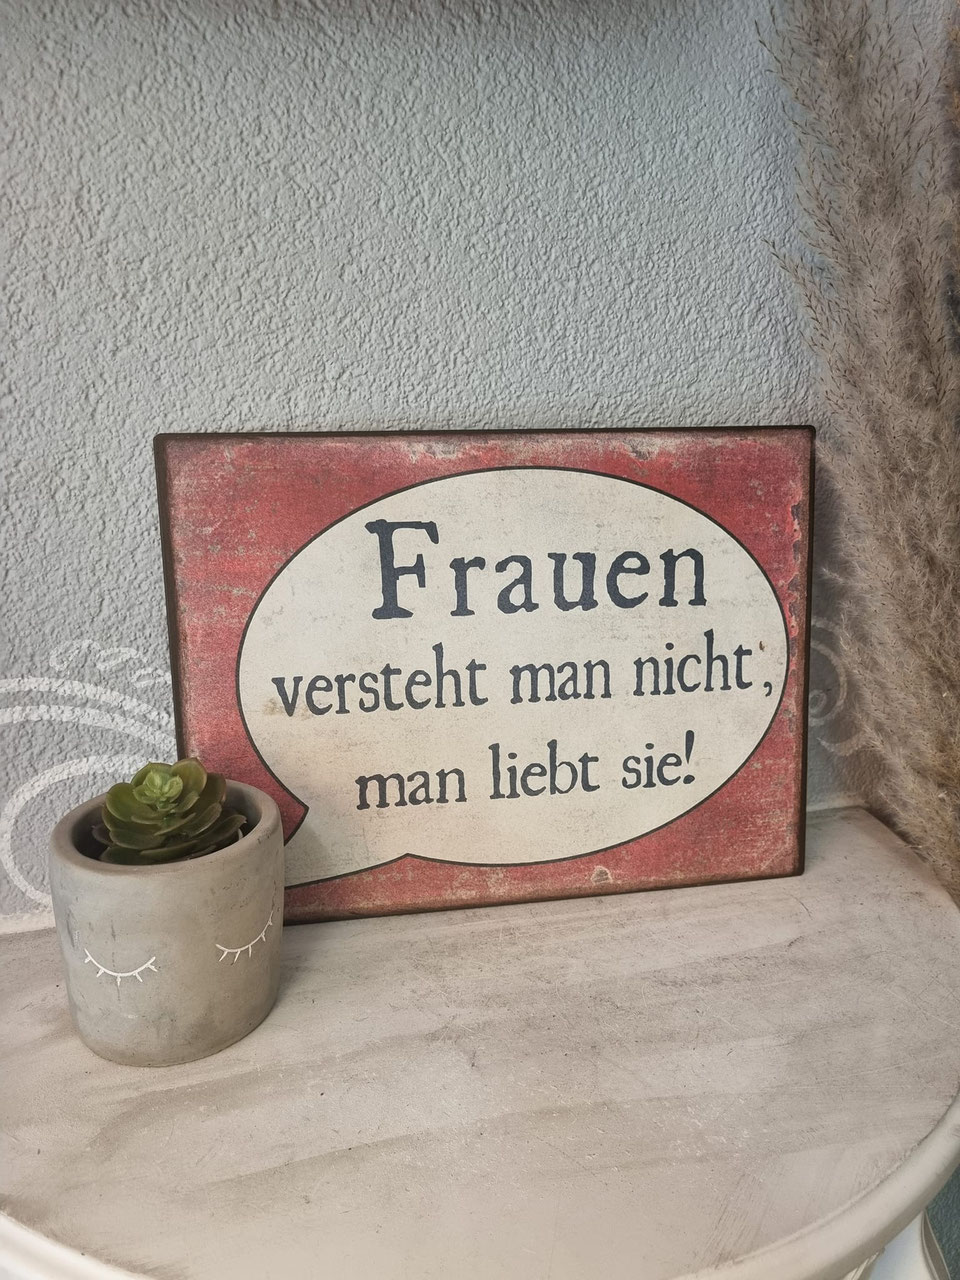 Frauen
versteht man nicht,
man liebt sie!